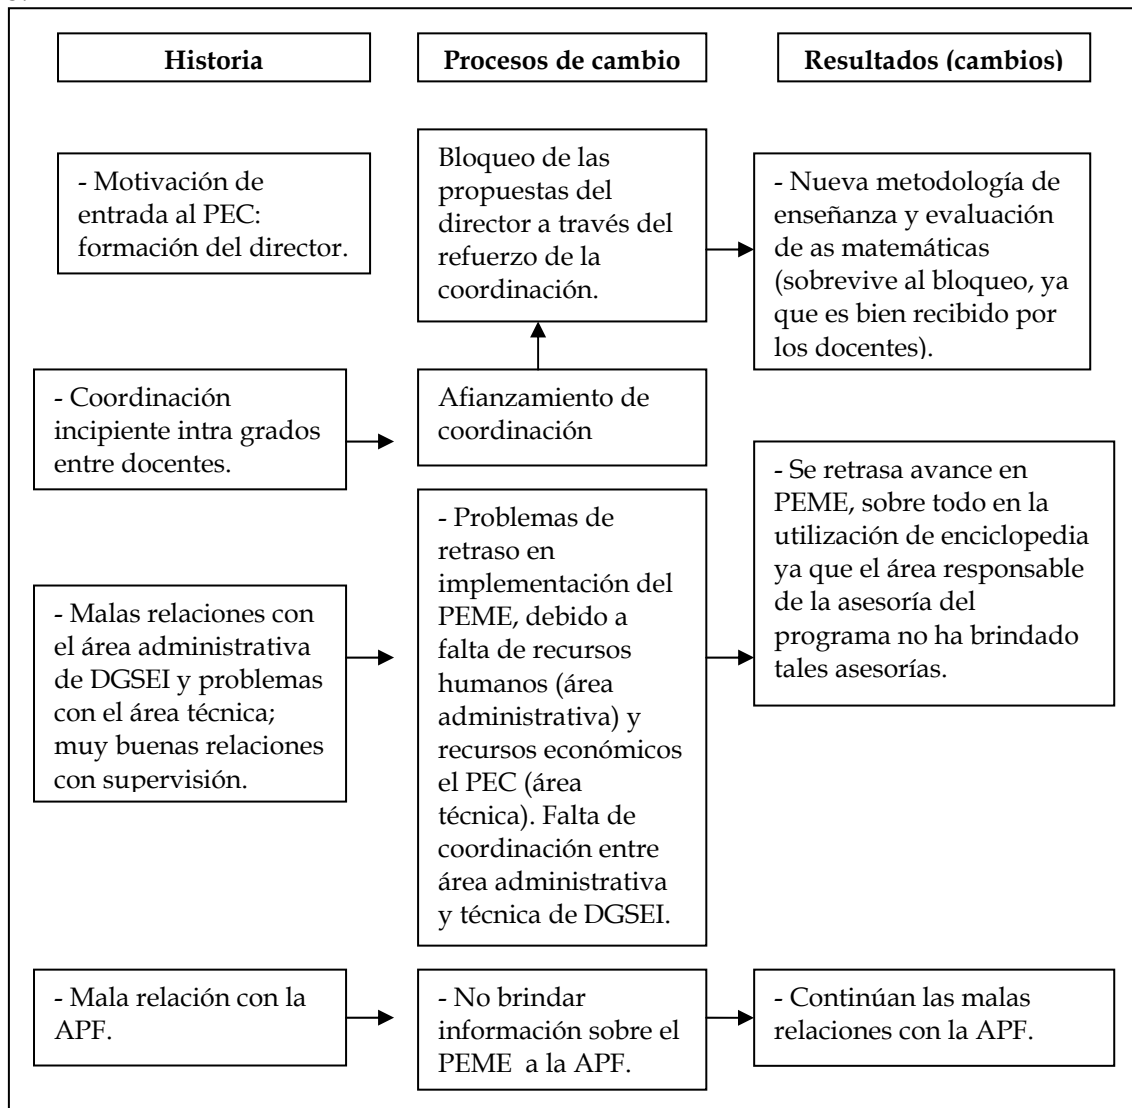 Historia
Procesos de cambio
Resultados (cambios)
- Motivación de
entrada al PEC:
formación del director.
Bloqueo de las
propuestas del
director a través del
refuerzo de la
coordinación.
- Nueva metodología de
enseñanza y evaluación
de as matemáticas
(sobrevive al bloqueo, ya
que es bien recibido por
los docentes).
- Coordinación
incipiente intra grados
entre docentes.
Afianzamiento de
coordinación
- Malas relaciones con
el área administrativa
de DGSEI y problemas
con el área técnica;
muy buenas relaciones
con supervisión.
- Problemas de
retraso en
implementación del
PEME, debido a
falta de recursos
humanos (área
administrativa) y
recursos económicos
el PEC (área
técnica). Falta de
coordinación entre
área administrativa
y técnica de DGSEI.
- Se retrasa avance en
PEME, sobre todo en la
utilización de enciclopedia
ya que el área responsable
de la asesoría del
programa no ha brindado
tales asesorías.
- Mala relación con la
APF.
- No brindar
información sobre el
PEME a la APF.
- Continúan las malas
relaciones con la APF.